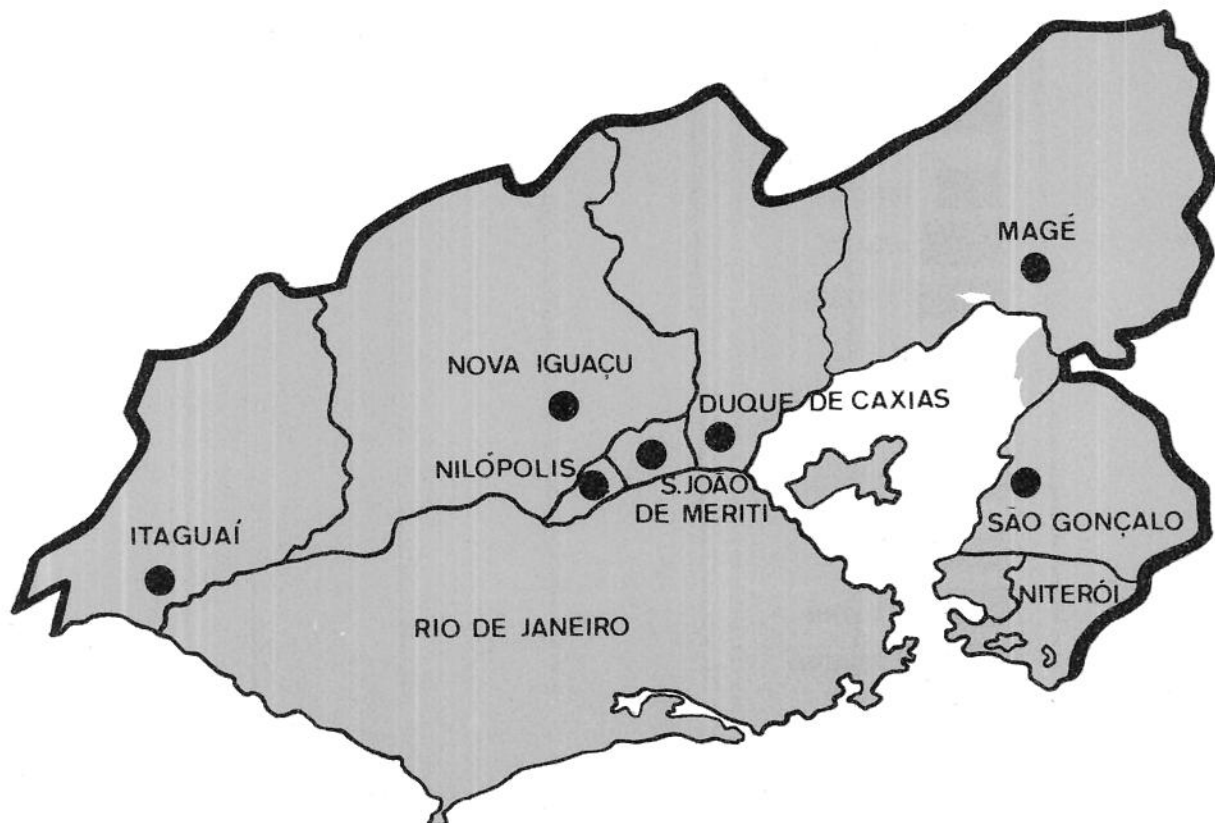 MAGÉ
NOVA IGUAÇU
DUQUE DE CAXIAS
NILÓPOLIS
S. JOÃO
DE MERITI
SÃO GONÇALO
ITAGUAÍ
NITERÓI
RIO DE JANEIRO